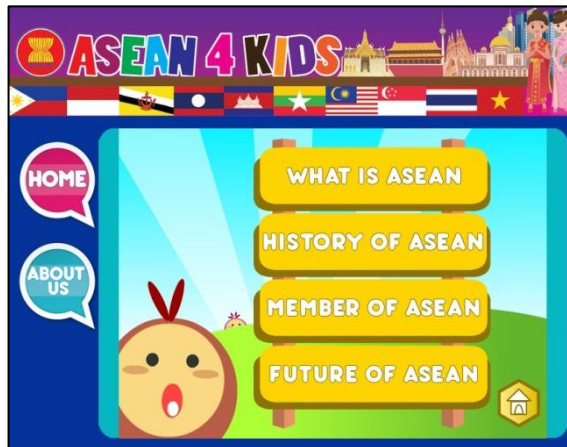 ASEAN 4 KIDS
HOME
ABOUT
US
WHAT IS ASEAN
HISTORY OF ASEAN
MEMBER OF ASEAN
FUTURE OF ASEAN